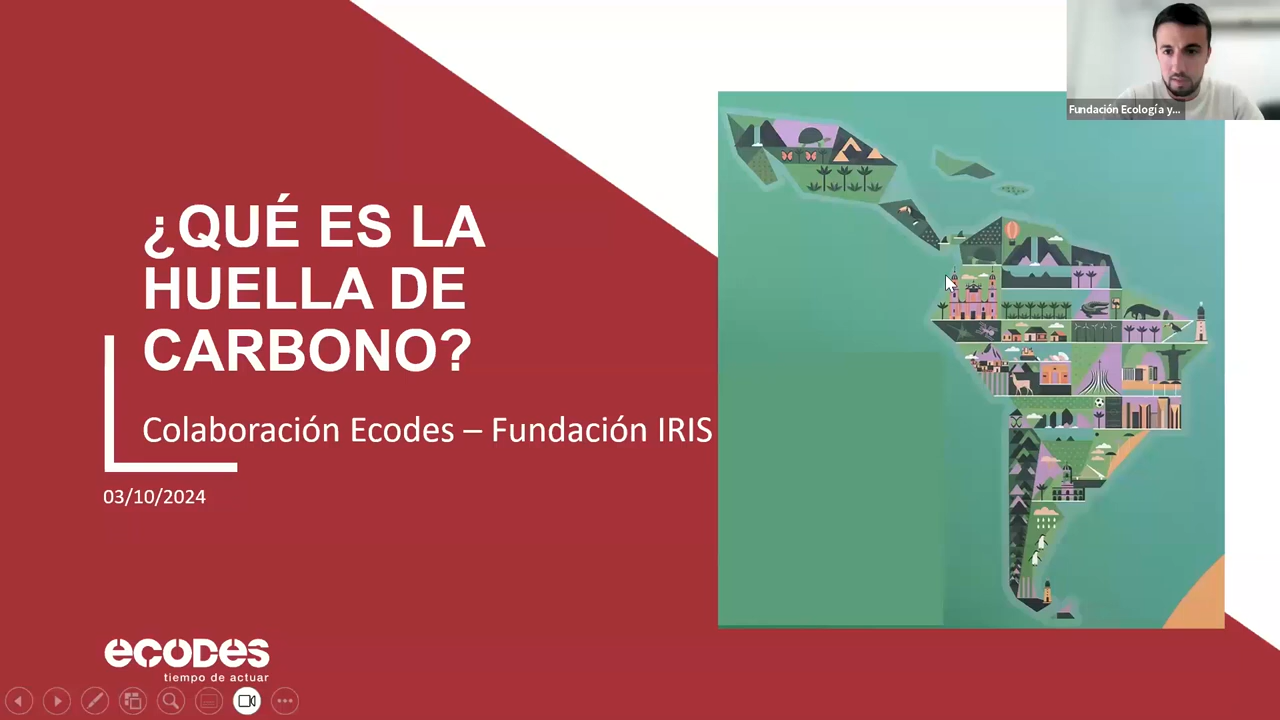 Fundación Ecología y...
¿QUÉ ES LA
HUELLA DE
CARBONO?
Colaboración Ecodes – Fundación IRIS
03/10/2024
ecodes
tiempo de actuar